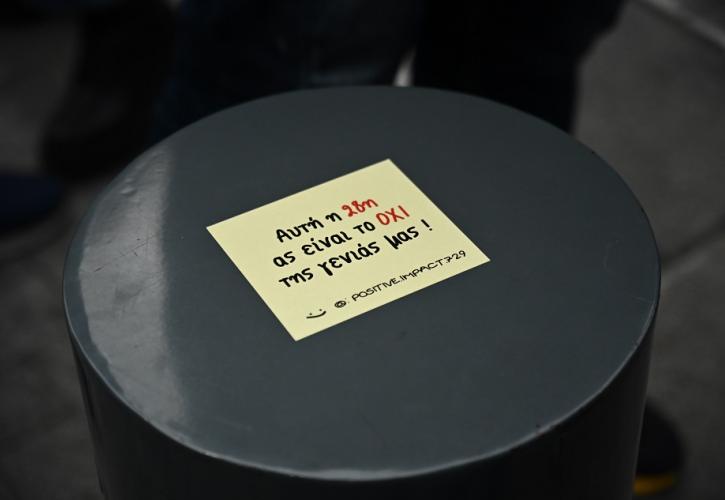 Αυτή η 28η
ας είναι το ΟΧΙ
της γενιάς μας !
@: POSITIVE.IMPACT729